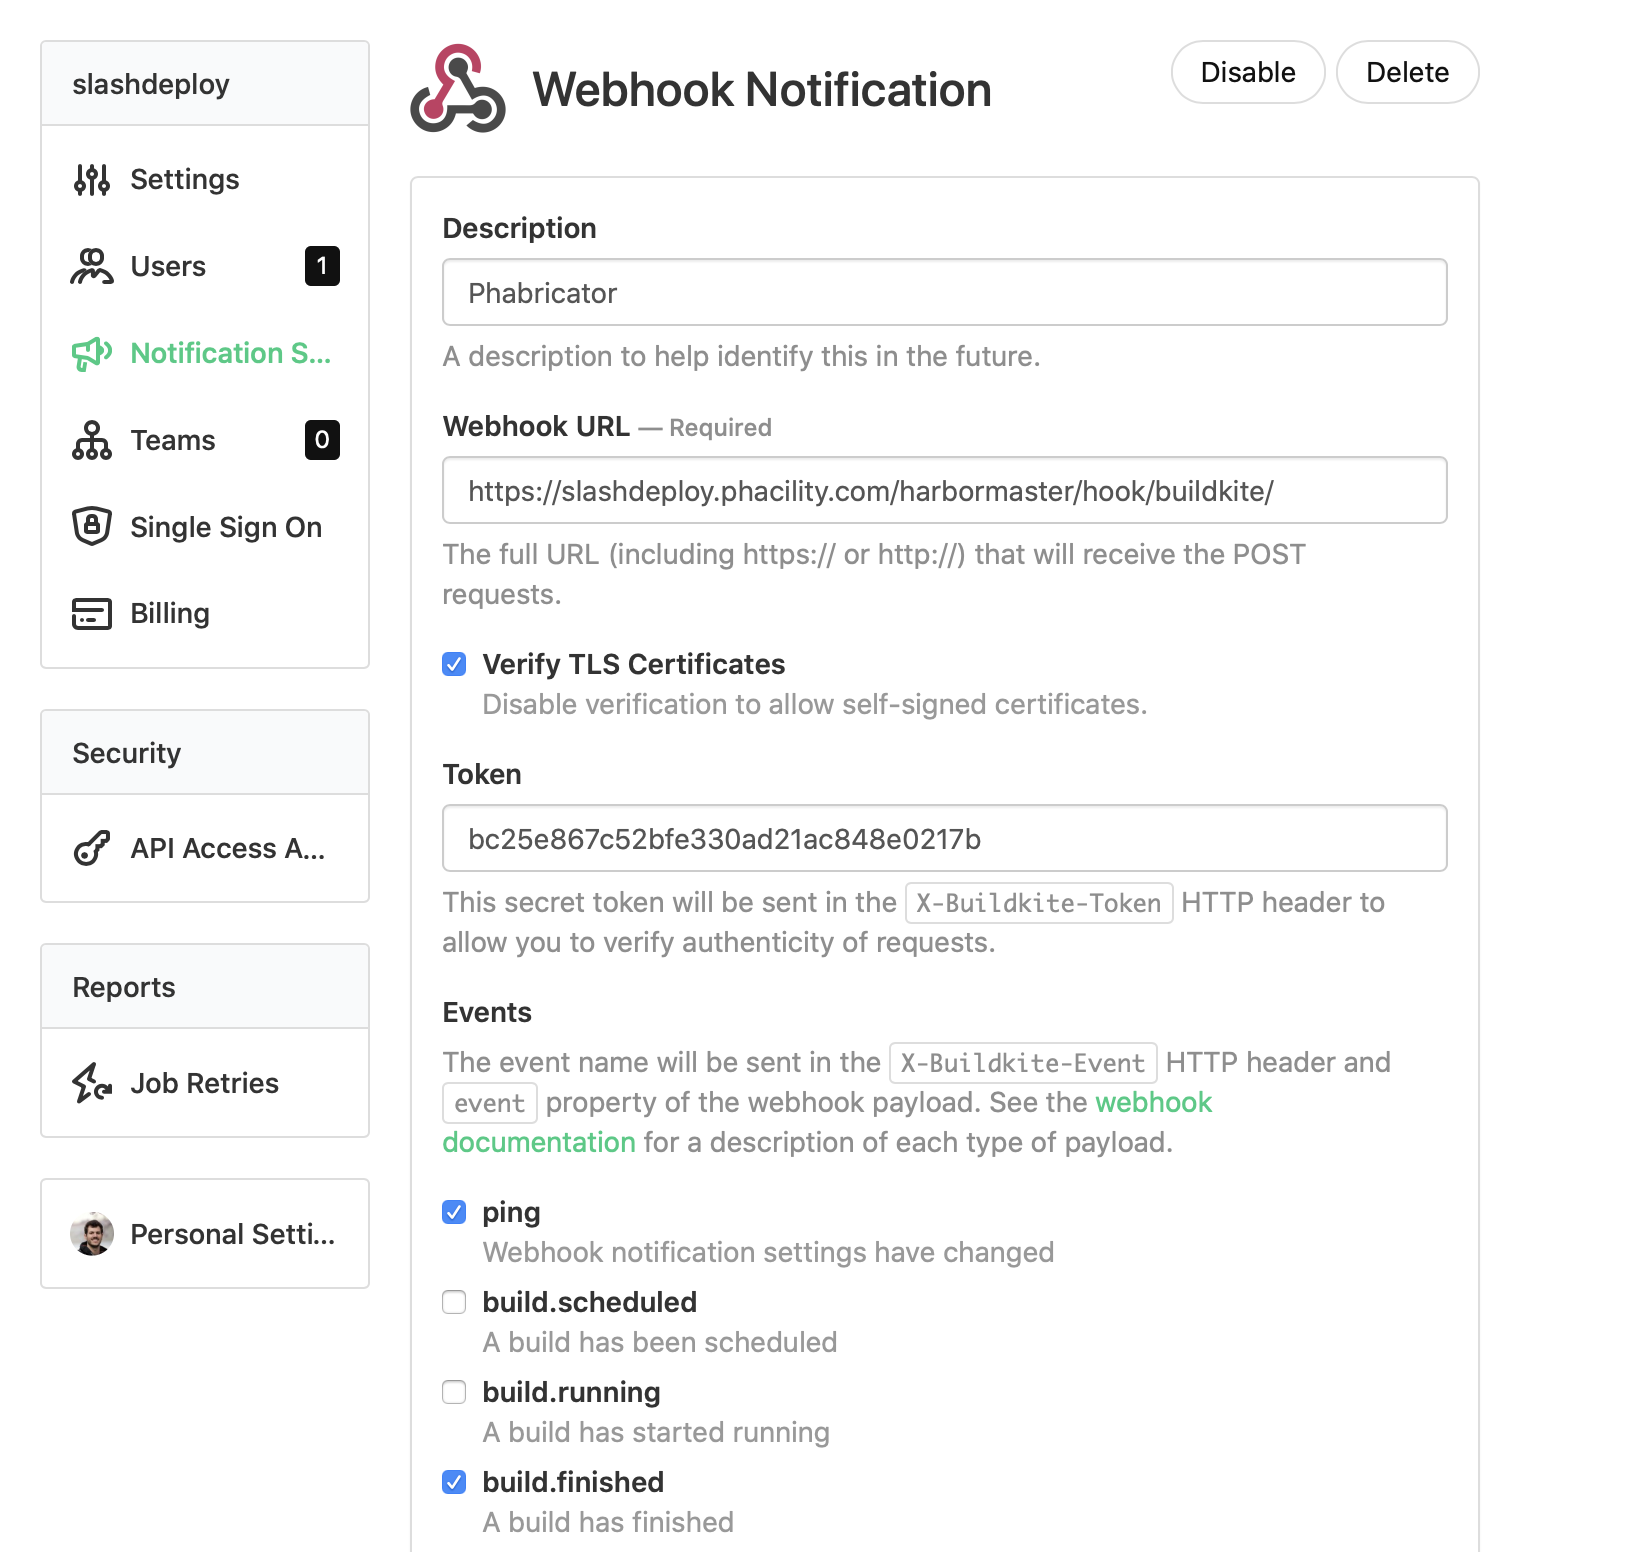 slashdeploy
Settings
Users 1
Notification S...
Teams 0
Single Sign On
Billing
Security
API Access A...
Reports
Job Retries
Personal Setti...
Webhook Notification
Disable
Delete
Description
Phabricator
A description to help identify this in the future.
Webhook URL — Required
https://slashdeploy.phacility.com/harbormaster/hook/buildkite/
The full URL (including https:// or http://) that will receive the POST
requests.
Verify TLS Certificates
Disable verification to allow self-signed certificates.
Token
bc25e867c52bfe330ad21ac848e0217b
This secret token will be sent in the X-Buildkite-Token HTTP header to
allow you to verify authenticity of requests.
Events
The event name will be sent in the X-Buildkite-Event HTTP header and
event property of the webhook payload. See the webhook
documentation for a description of each type of payload.
ping
Webhook notification settings have changed
build.scheduled
A build has been scheduled
build.running
A build has started running
build.finished
A build has finished